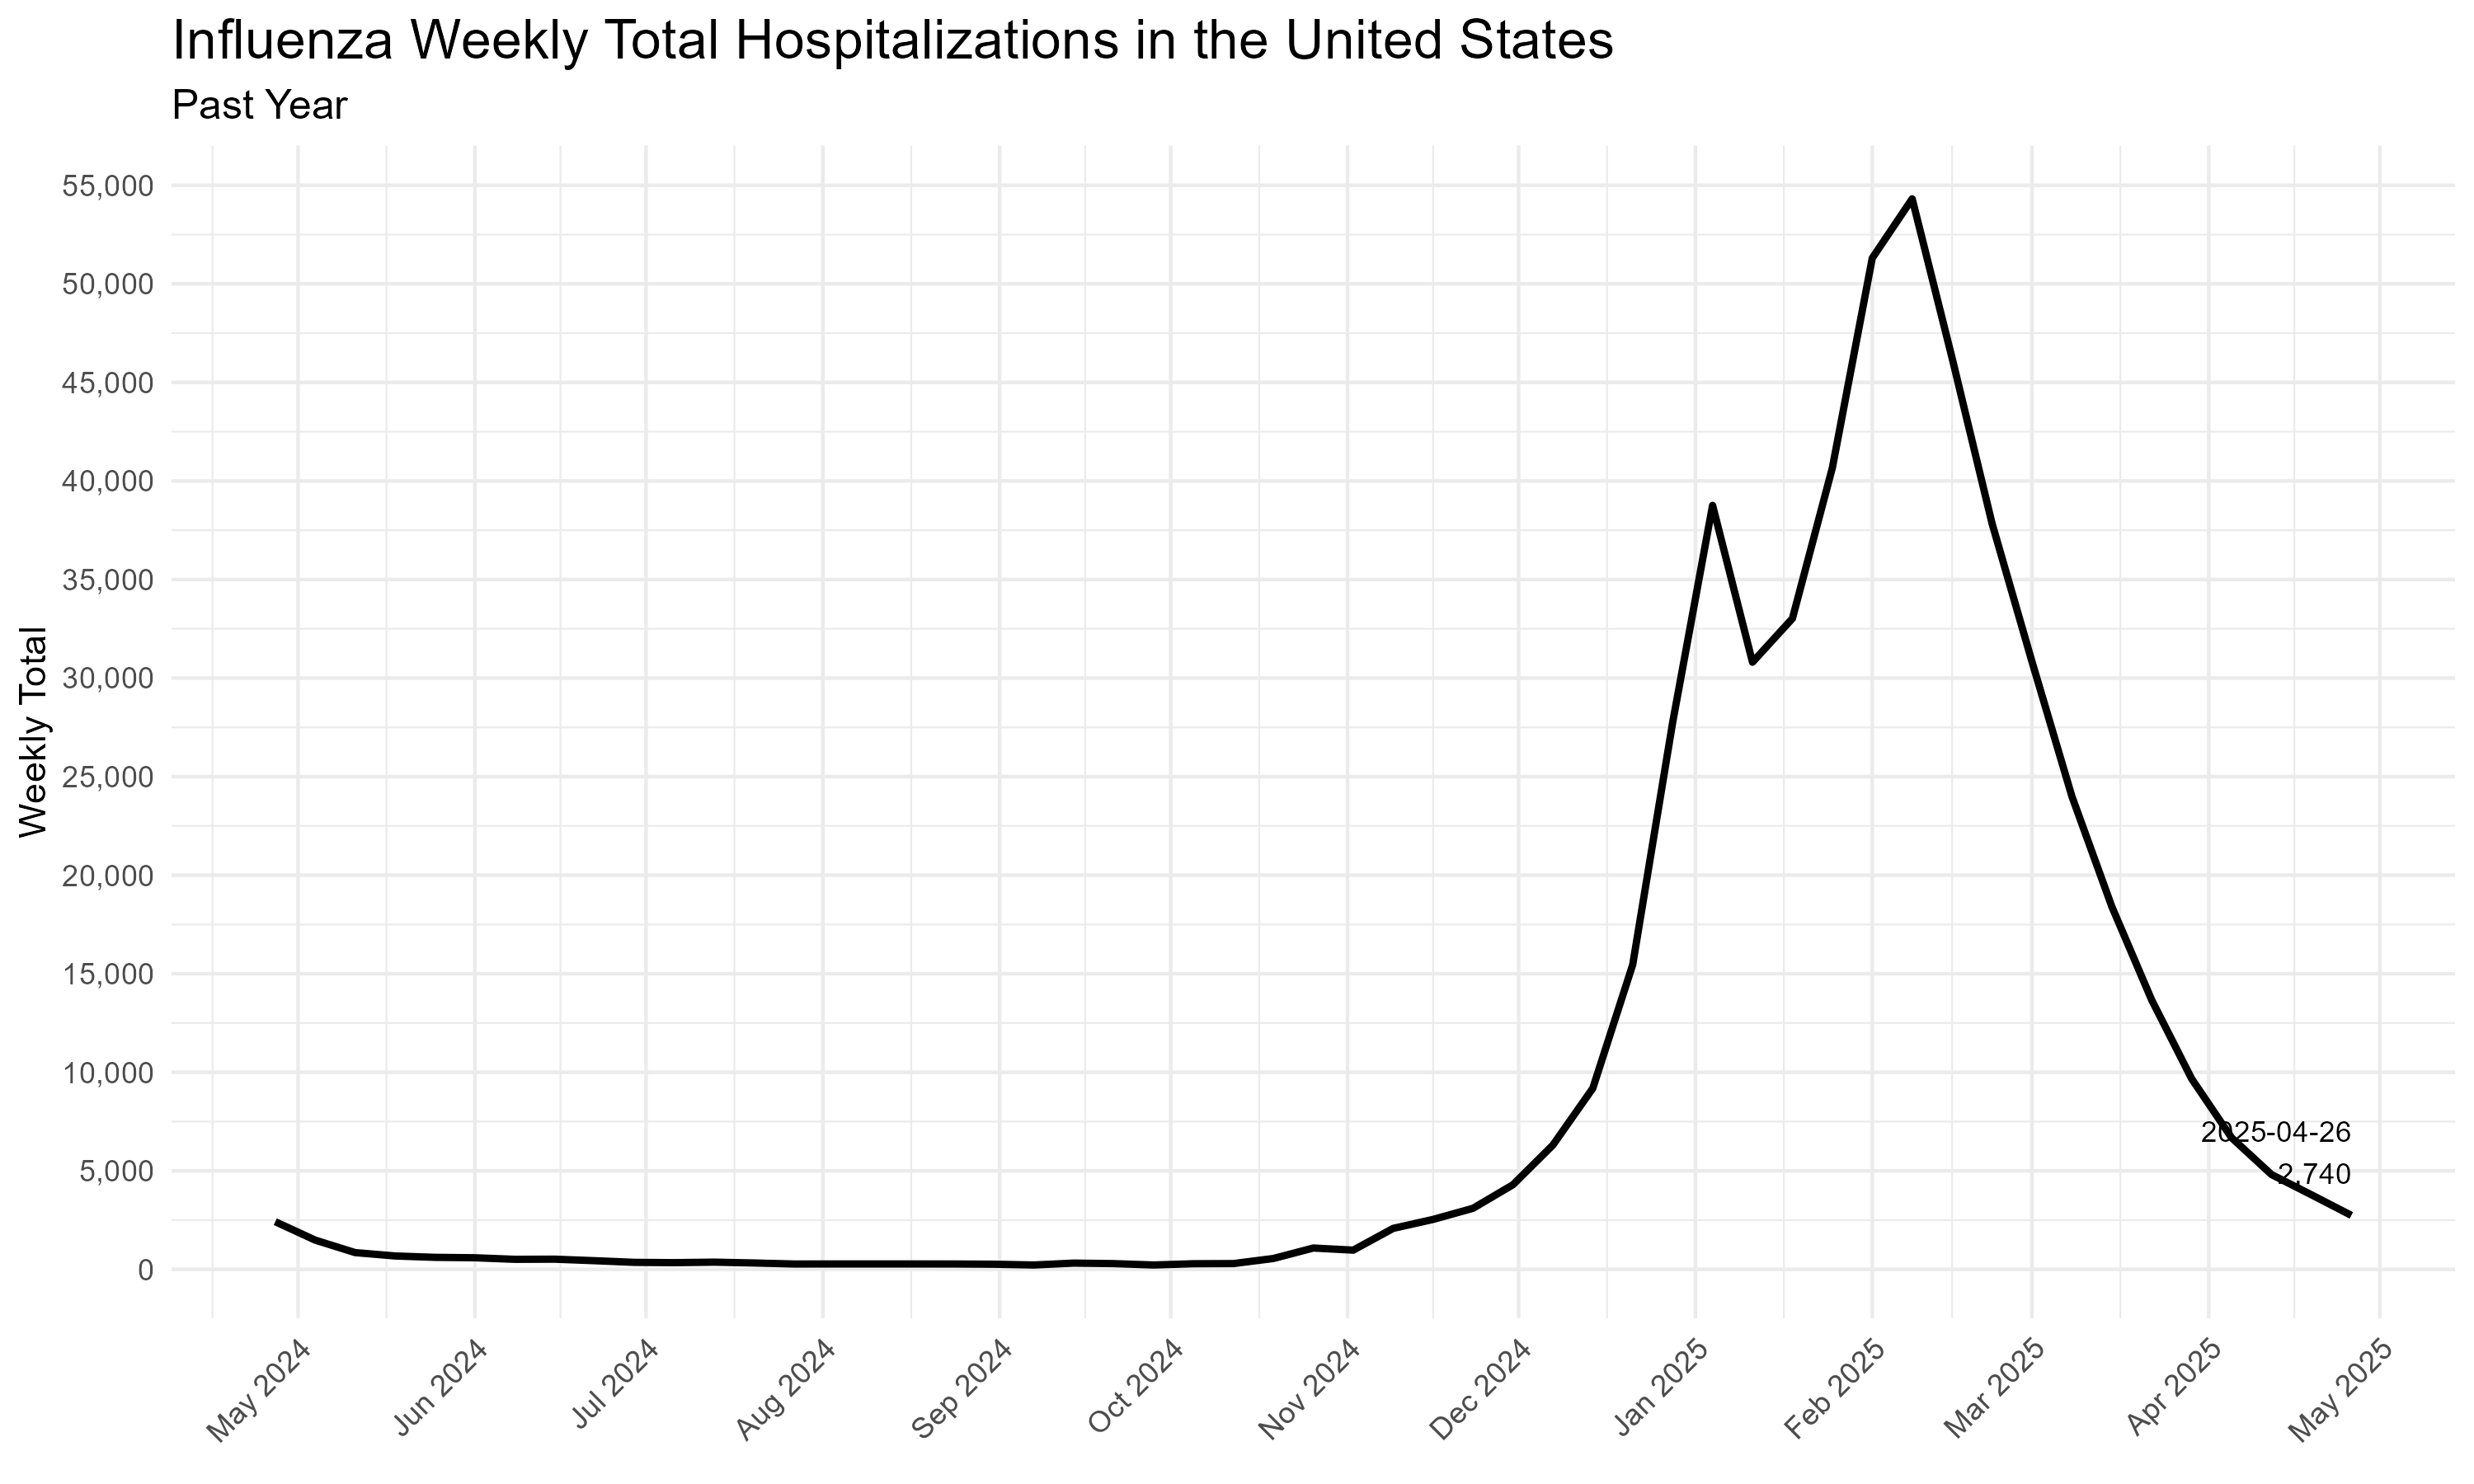 Influenza Weekly Total Hospitalizations in the United States
Past Year
Weekly Total
55,000
50,000
45,000
40,000
35,000
30,000
25,000
20,000
15,000
10,000
5,000
0
2025-04-26
2,740
May 2024
Jun 2024
Jul 2024
Aug 2024
Sep 2024
Oct 2024
Nov 2024
Dec 2024
Jan 2025
Feb 2025
Mar 2025
Apr 2025
May 2025